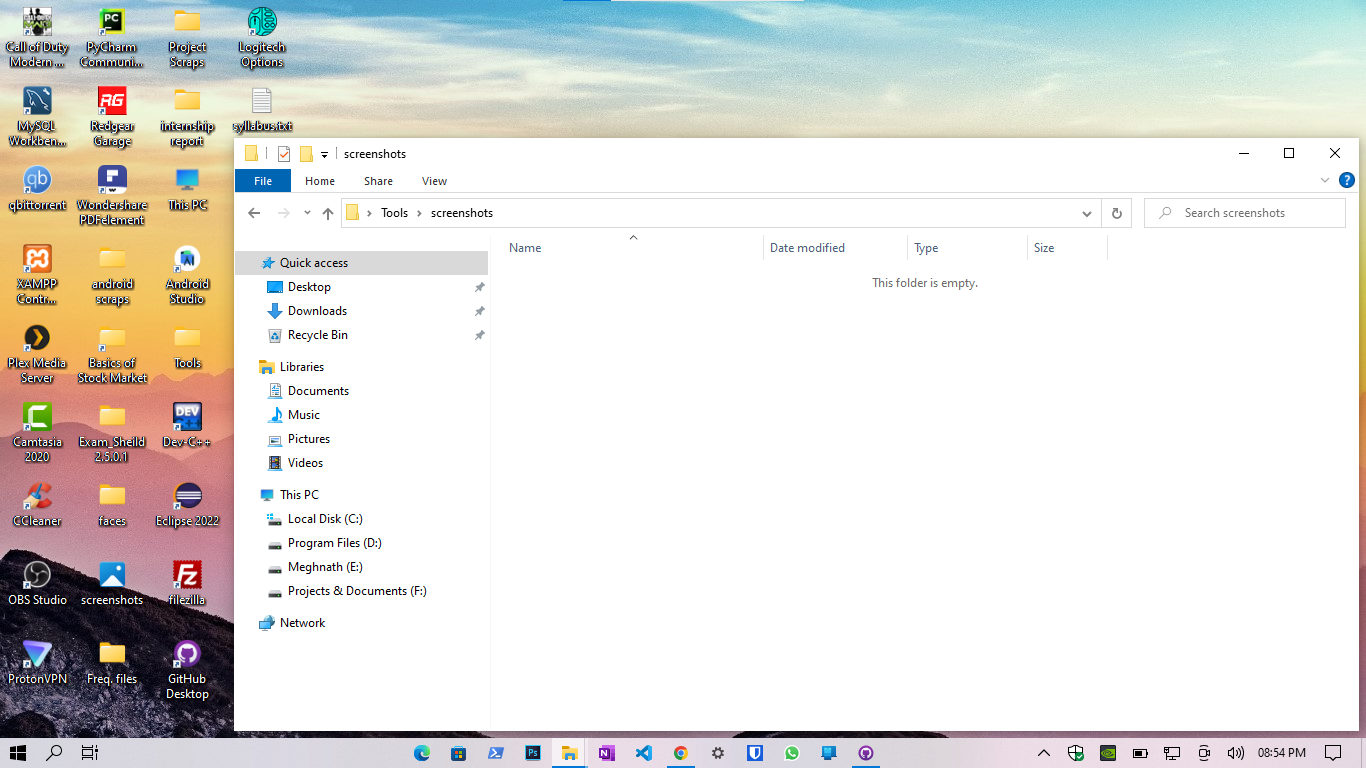 Call of Duty
Modern ...
PyCharm
Communi...
Project
Scraps
Logitech
Options
MySQL
Workben...
Redgear
Garage
internship
report
syllabus.txt
qbittorrent
Wondershare
PDFelement
This PC
XAMPP
Contr...
android
scraps
Android
Studio
Plex Media
Server
Basics of
Stock Market
Tools
Camtasia
2020
Exam_Sheild
2.5.0.1
Dev-C++
CCleaner
faces
Eclipse 2022
OBS Studio
screenshots
filezilla
ProtonVPN
Freq. files
GitHub
Desktop
screenshots
File Home Share View
Tools screenshots
Search screenshots
Name Date modified Type Size
This folder is empty.
Quick access
Desktop
Downloads
Recycle Bin
Libraries
Documents
Music
Pictures
Videos
This PC
Local Disk (C:)
Program Files (D:)
Meghnath (E:)
Projects & Documents (F:)
Network
08:54 PM